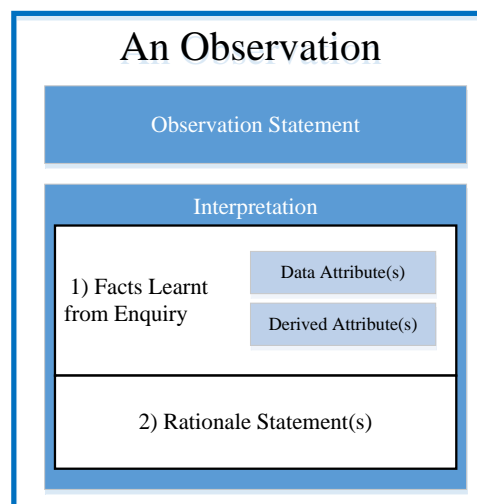 An Observation
Observation Statement
Interpretation
1) Facts Learnt
from Enquiry
Data Attribute(s)
Derived Attribute(s)
2) Rationale Statement(s)